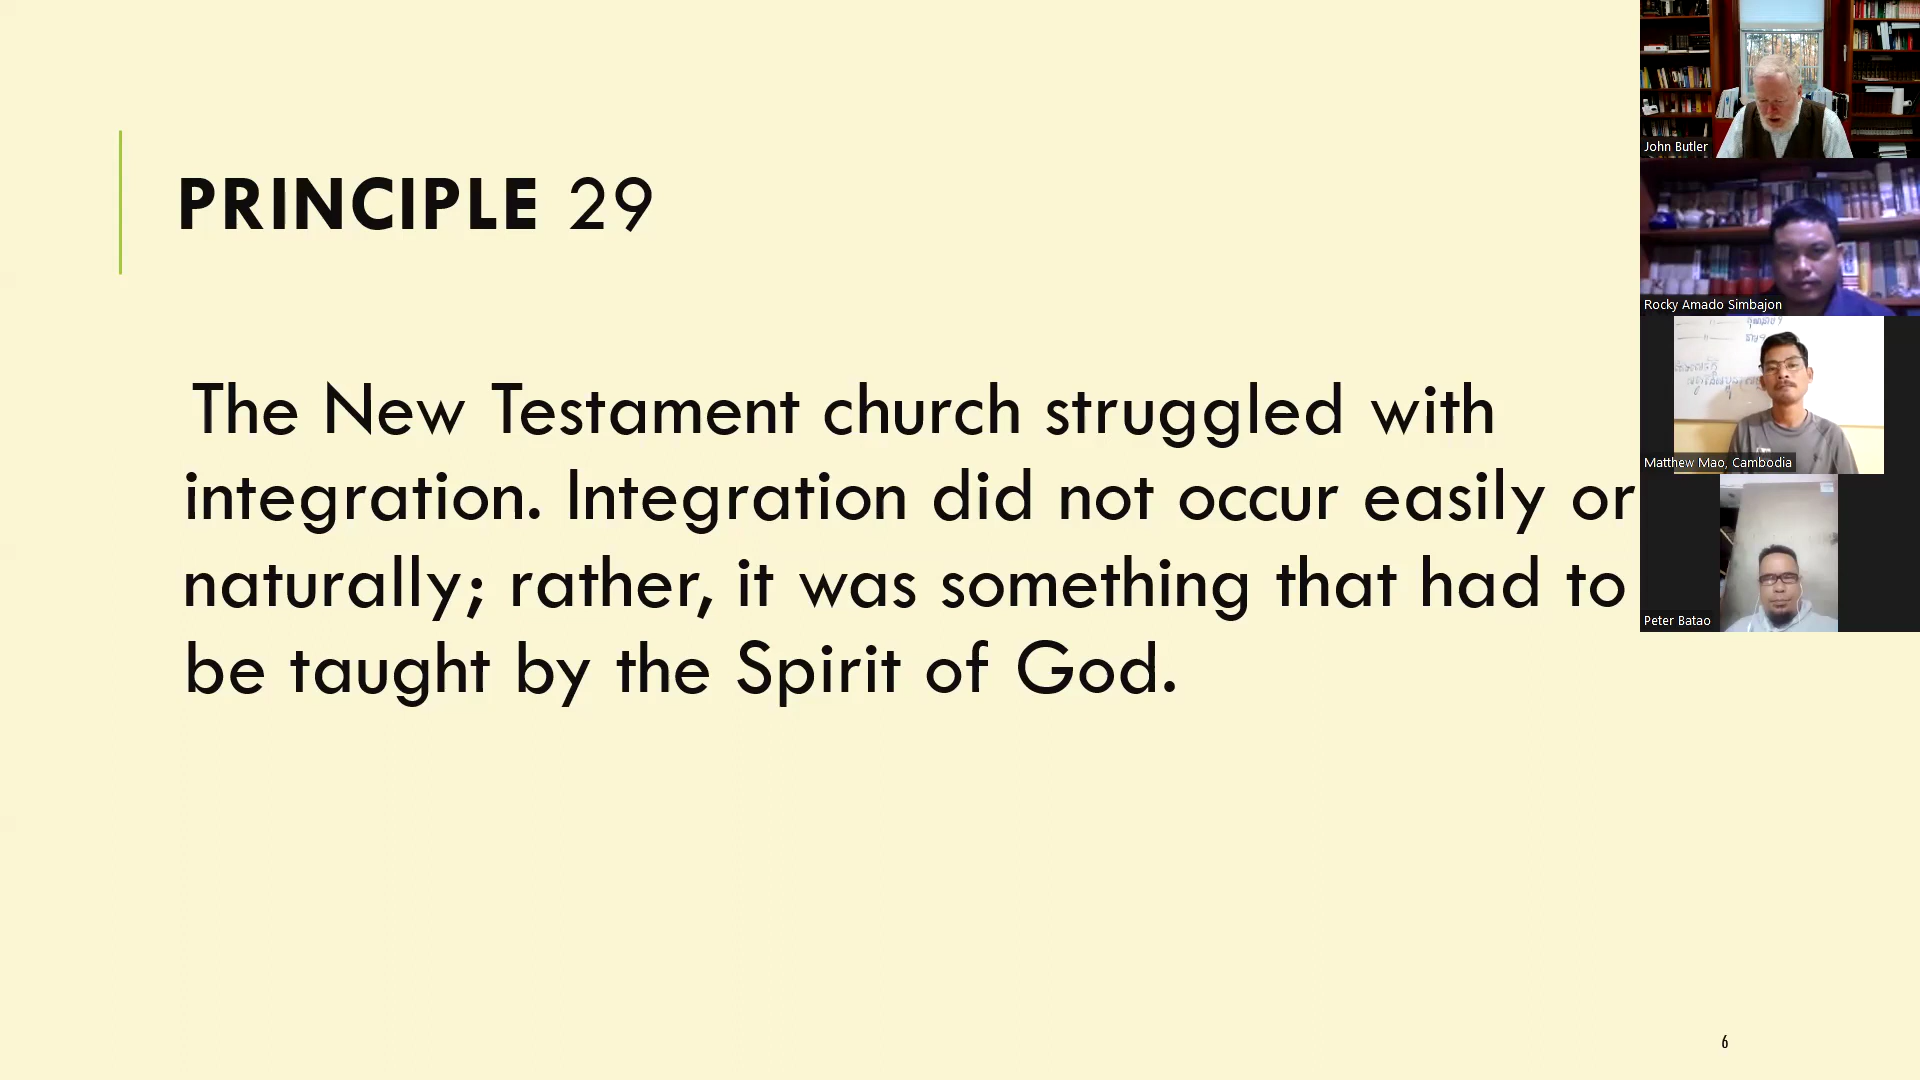 PRINCIPLE 29
The New Testament church struggled with
integration. Integration did not occur easily or
naturally; rather, it was something that had to
be taught by the Spirit of God.
John Butler
Rocky Amado Simbajon
Matthew Mao, Cambodia
Peter Batao
6